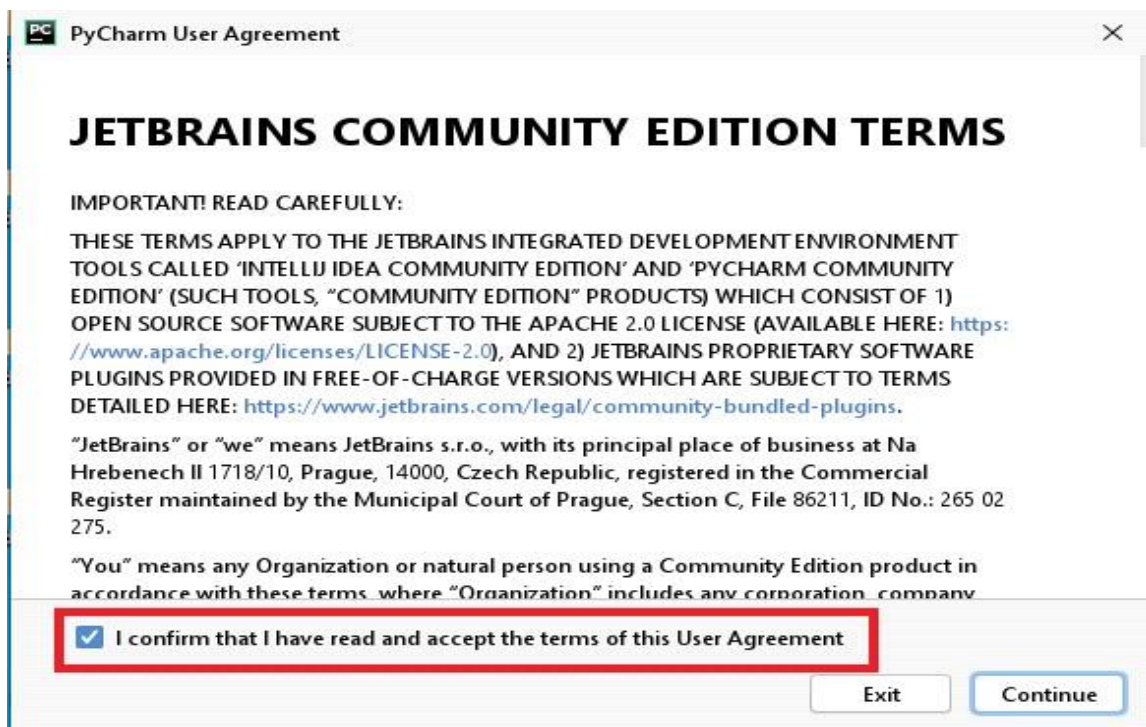 PC PyCharm User Agreement
JETBRAINS COMMUNITY EDITION TERMS
IMPORTANT! READ CAREFULLY:
THESE TERMS APPLY TO THE JETBRAINS INTEGRATED DEVELOPMENT ENVIRONMENT
TOOLS CALLED ‘INTELLIJ IDEA COMMUNITY EDITION’ AND ‘PYCHARM COMMUNITY
EDITION’ (SUCH TOOLS, “COMMUNITY EDITION” PRODUCTS) WHICH CONSIST OF 1)
OPEN SOURCE SOFTWARE SUBJECT TO THE APACHE 2.0 LICENSE (AVAILABLE HERE: https:
//www.apache.org/licenses/LICENSE-2.0), AND 2) JETBRAINS PROPRIETARY SOFTWARE
PLUGINS PROVIDED IN FREE-OF-CHARGE VERSIONS WHICH ARE SUBJECT TO TERMS
DETAILED HERE: https://www.jetbrains.com/legal/community-bundled-plugins.
“JetBrains” or “we” means JetBrains s.r.o., with its principal place of business at Na
Hrebenech II 1718/10, Prague, 14000, Czech Republic, registered in the Commercial
Register maintained by the Municipal Court of Prague, Section C, File 86211, ID No.: 265 02
275.
“You” means any Organization or natural person using a Community Edition product in
accordance with these terms, where “Organization” includes any corporation, company
I confirm that I have read and accept the terms of this User Agreement
Exit Continue